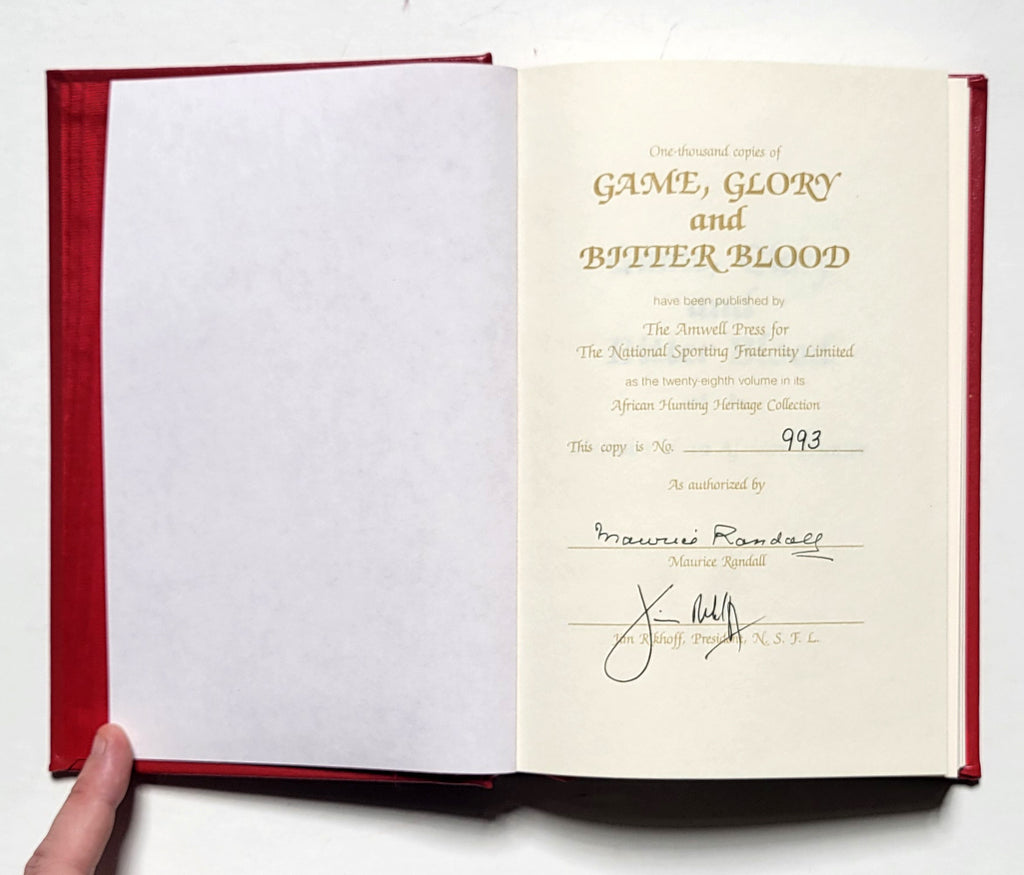 One-thousand copies of
GAME, GLORY
and
BITTER BLOOD
have been published by
The Amwell Press for
The National Sporting Fraternity Limited
as the twenty-eighth volume in its
African Hunting Heritage Collection
This copy is No. 993
As authorized by
Maurice Randall
Maurice Randall
Jim Rikhoff, President, N. S. F. L.